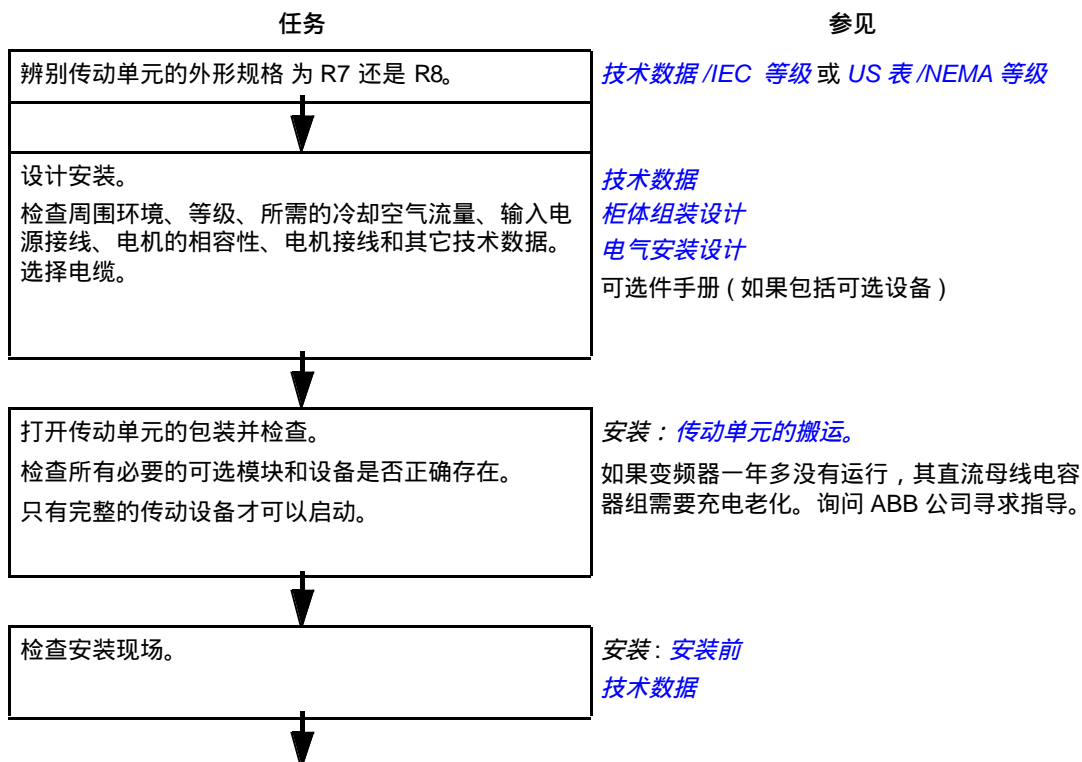 任务 参见
辨别传动单元的外形规格 为 R7 还是 R8。 技术数据 /IEC 等级 或 US 表 /NEMA 等级
设计安装。 技术数据
检查周围环境、等级、所需的冷却空气流量、输入电 柜体组装设计
源接线、电机的相容性、电机接线和其它技术数据。 电气安装设计
选择电缆。 可选件手册 ( 如果包括可选设备 )
打开传动单元的包装并检查。 安装：传动单元的搬运。
检查所有必要的可选模块和设备是否正确存在。 如果变频器一年多没有运行，其直流母线电容
只有完整的传动设备才可以启动。 器组需要充电老化。询问 ABB 公司寻求指导。
检查安装现场。 安装 : 安装前
技术数据